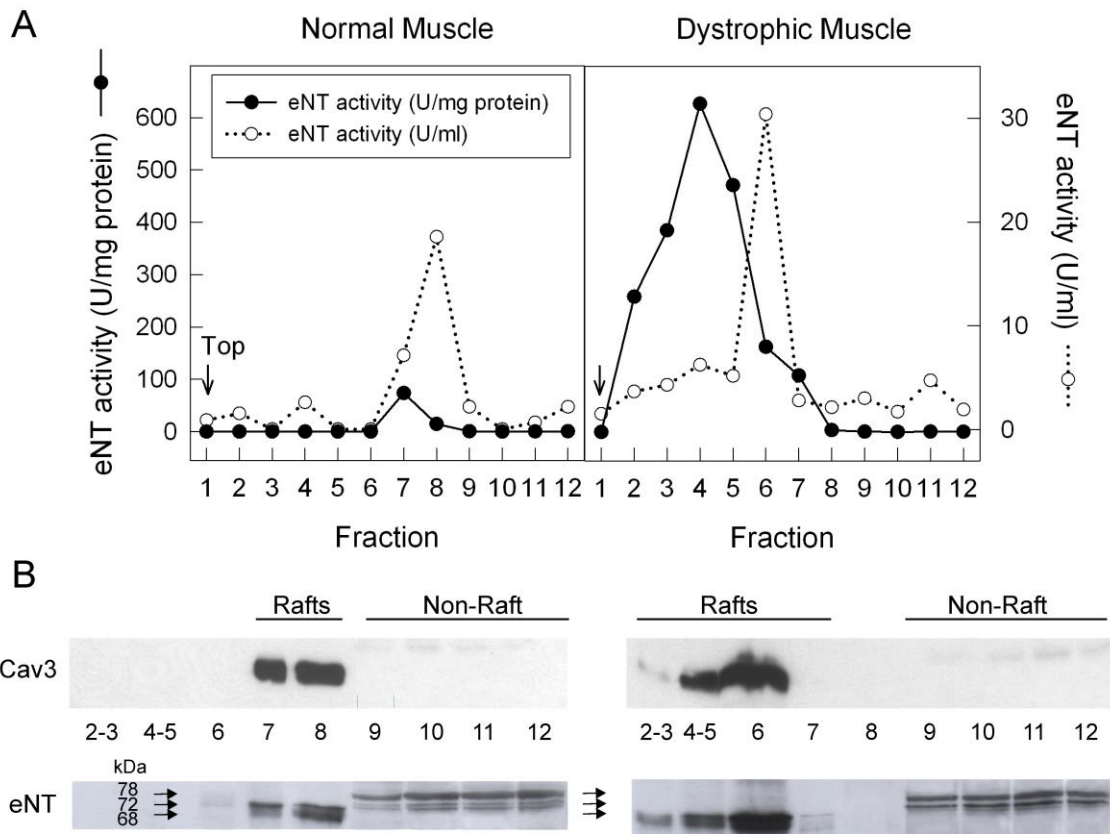 A
Normal Muscle
Dystrophic Muscle
eNT activity (U/mg protein)
eNT activity (U/mg protein)
eNT activity (U/ml)
Top
600
500
400
300
200
100
0
30
20
10
0
eNT activity (U/ml)
1 2 3 4 5 6 7 8 9 10 11 12
1 2 3 4 5 6 7 8 9 10 11 12
Fraction
Fraction
B
Rafts
Non-Raft
Rafts
Non-Raft
Cav3
2-3 4-5 6 7 8 9 10 11 12
2-3 4-5 6 7 8 9 10 11 12
kDa
78
72
68
eNT